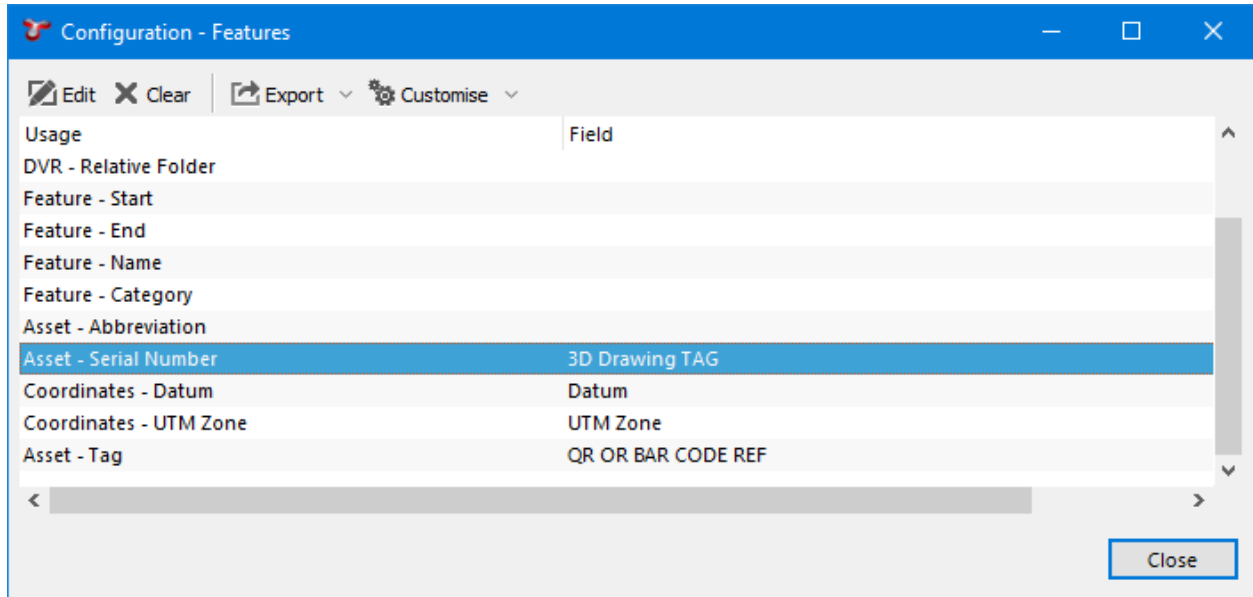 Configuration - Features
Edit Clear Export Customise
Usage Field
DVR - Relative Folder
Feature - Start
Feature - End
Feature - Name
Feature - Category
Asset - Abbreviation
Asset - Serial Number 3D Drawing TAG
Coordinates - Datum Datum
Coordinates - UTM Zone UTM Zone
Asset - Tag QR OR BAR CODE REF
Close